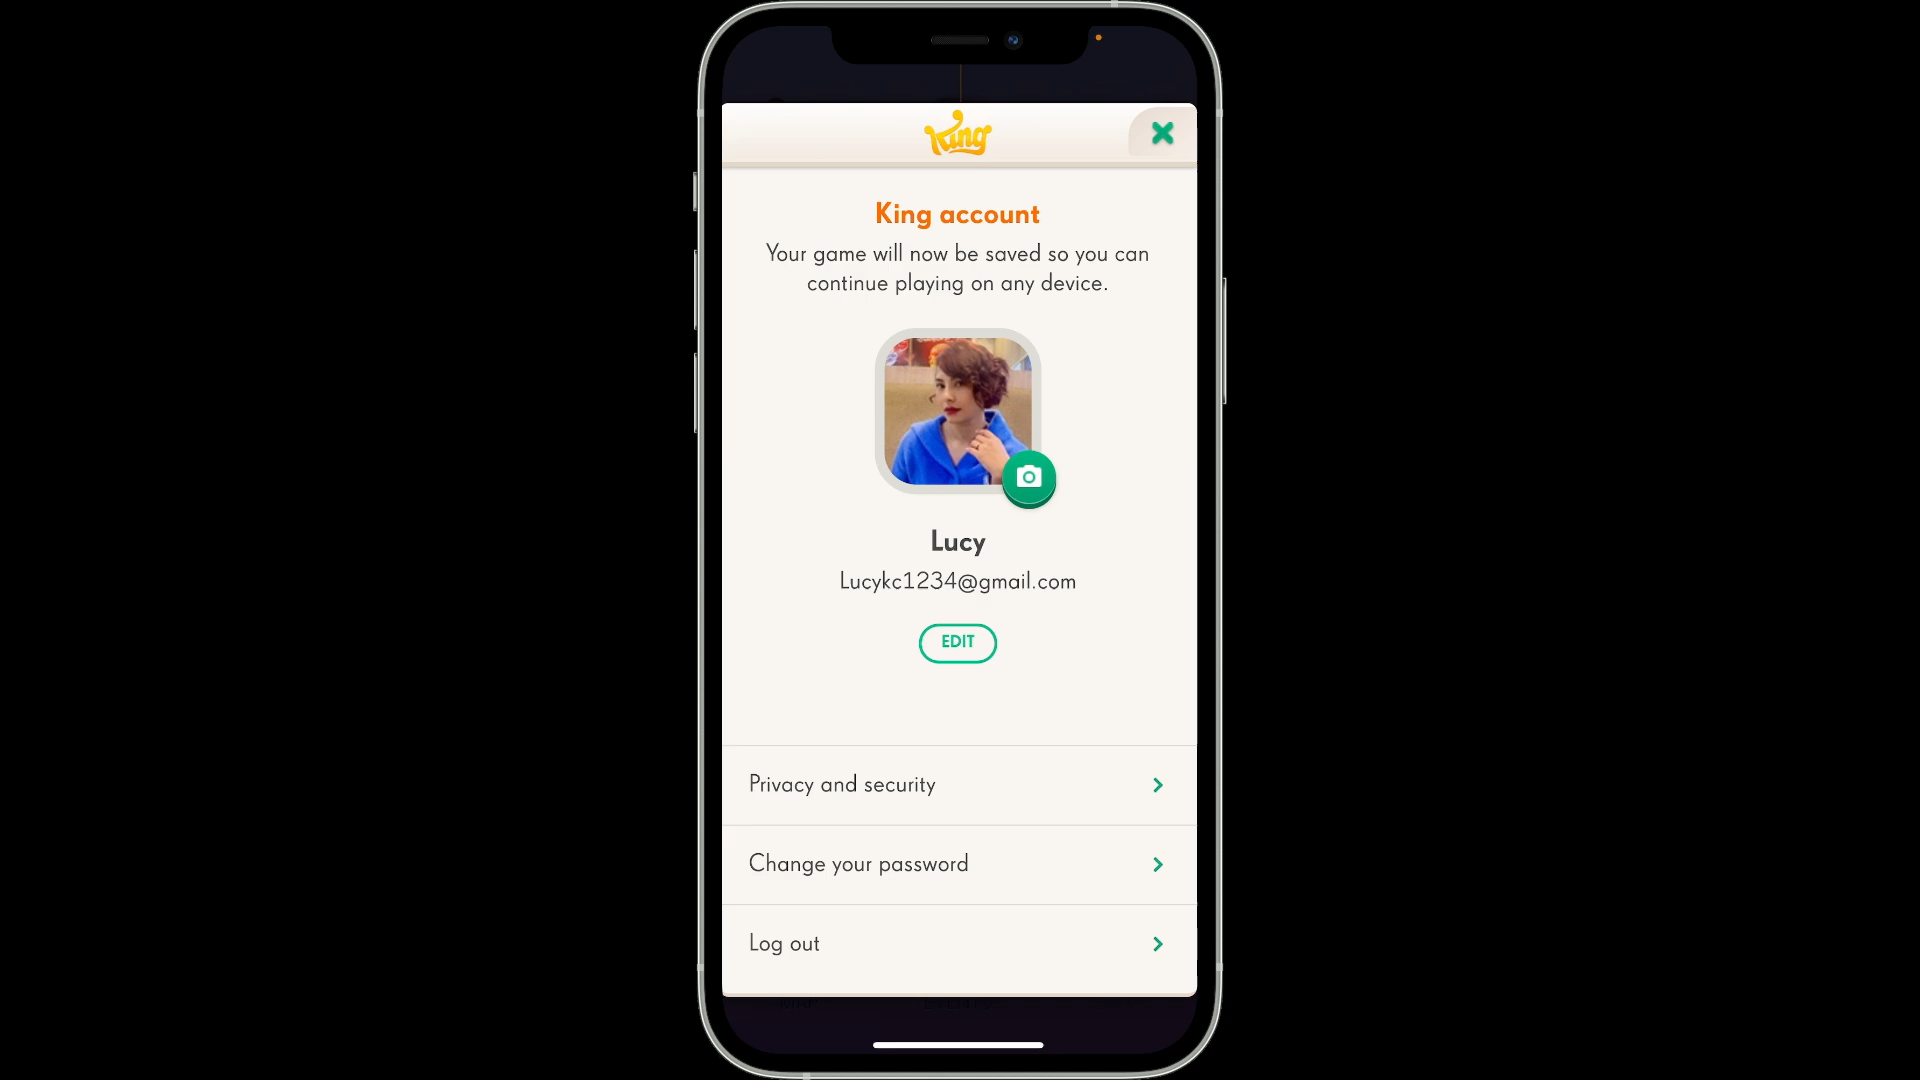 King
King account
Your game will now be saved so you can
continue playing on any device.
Lucy
Lucykc1234@gmail.com
EDIT
Privacy and security
Change your password
Log out